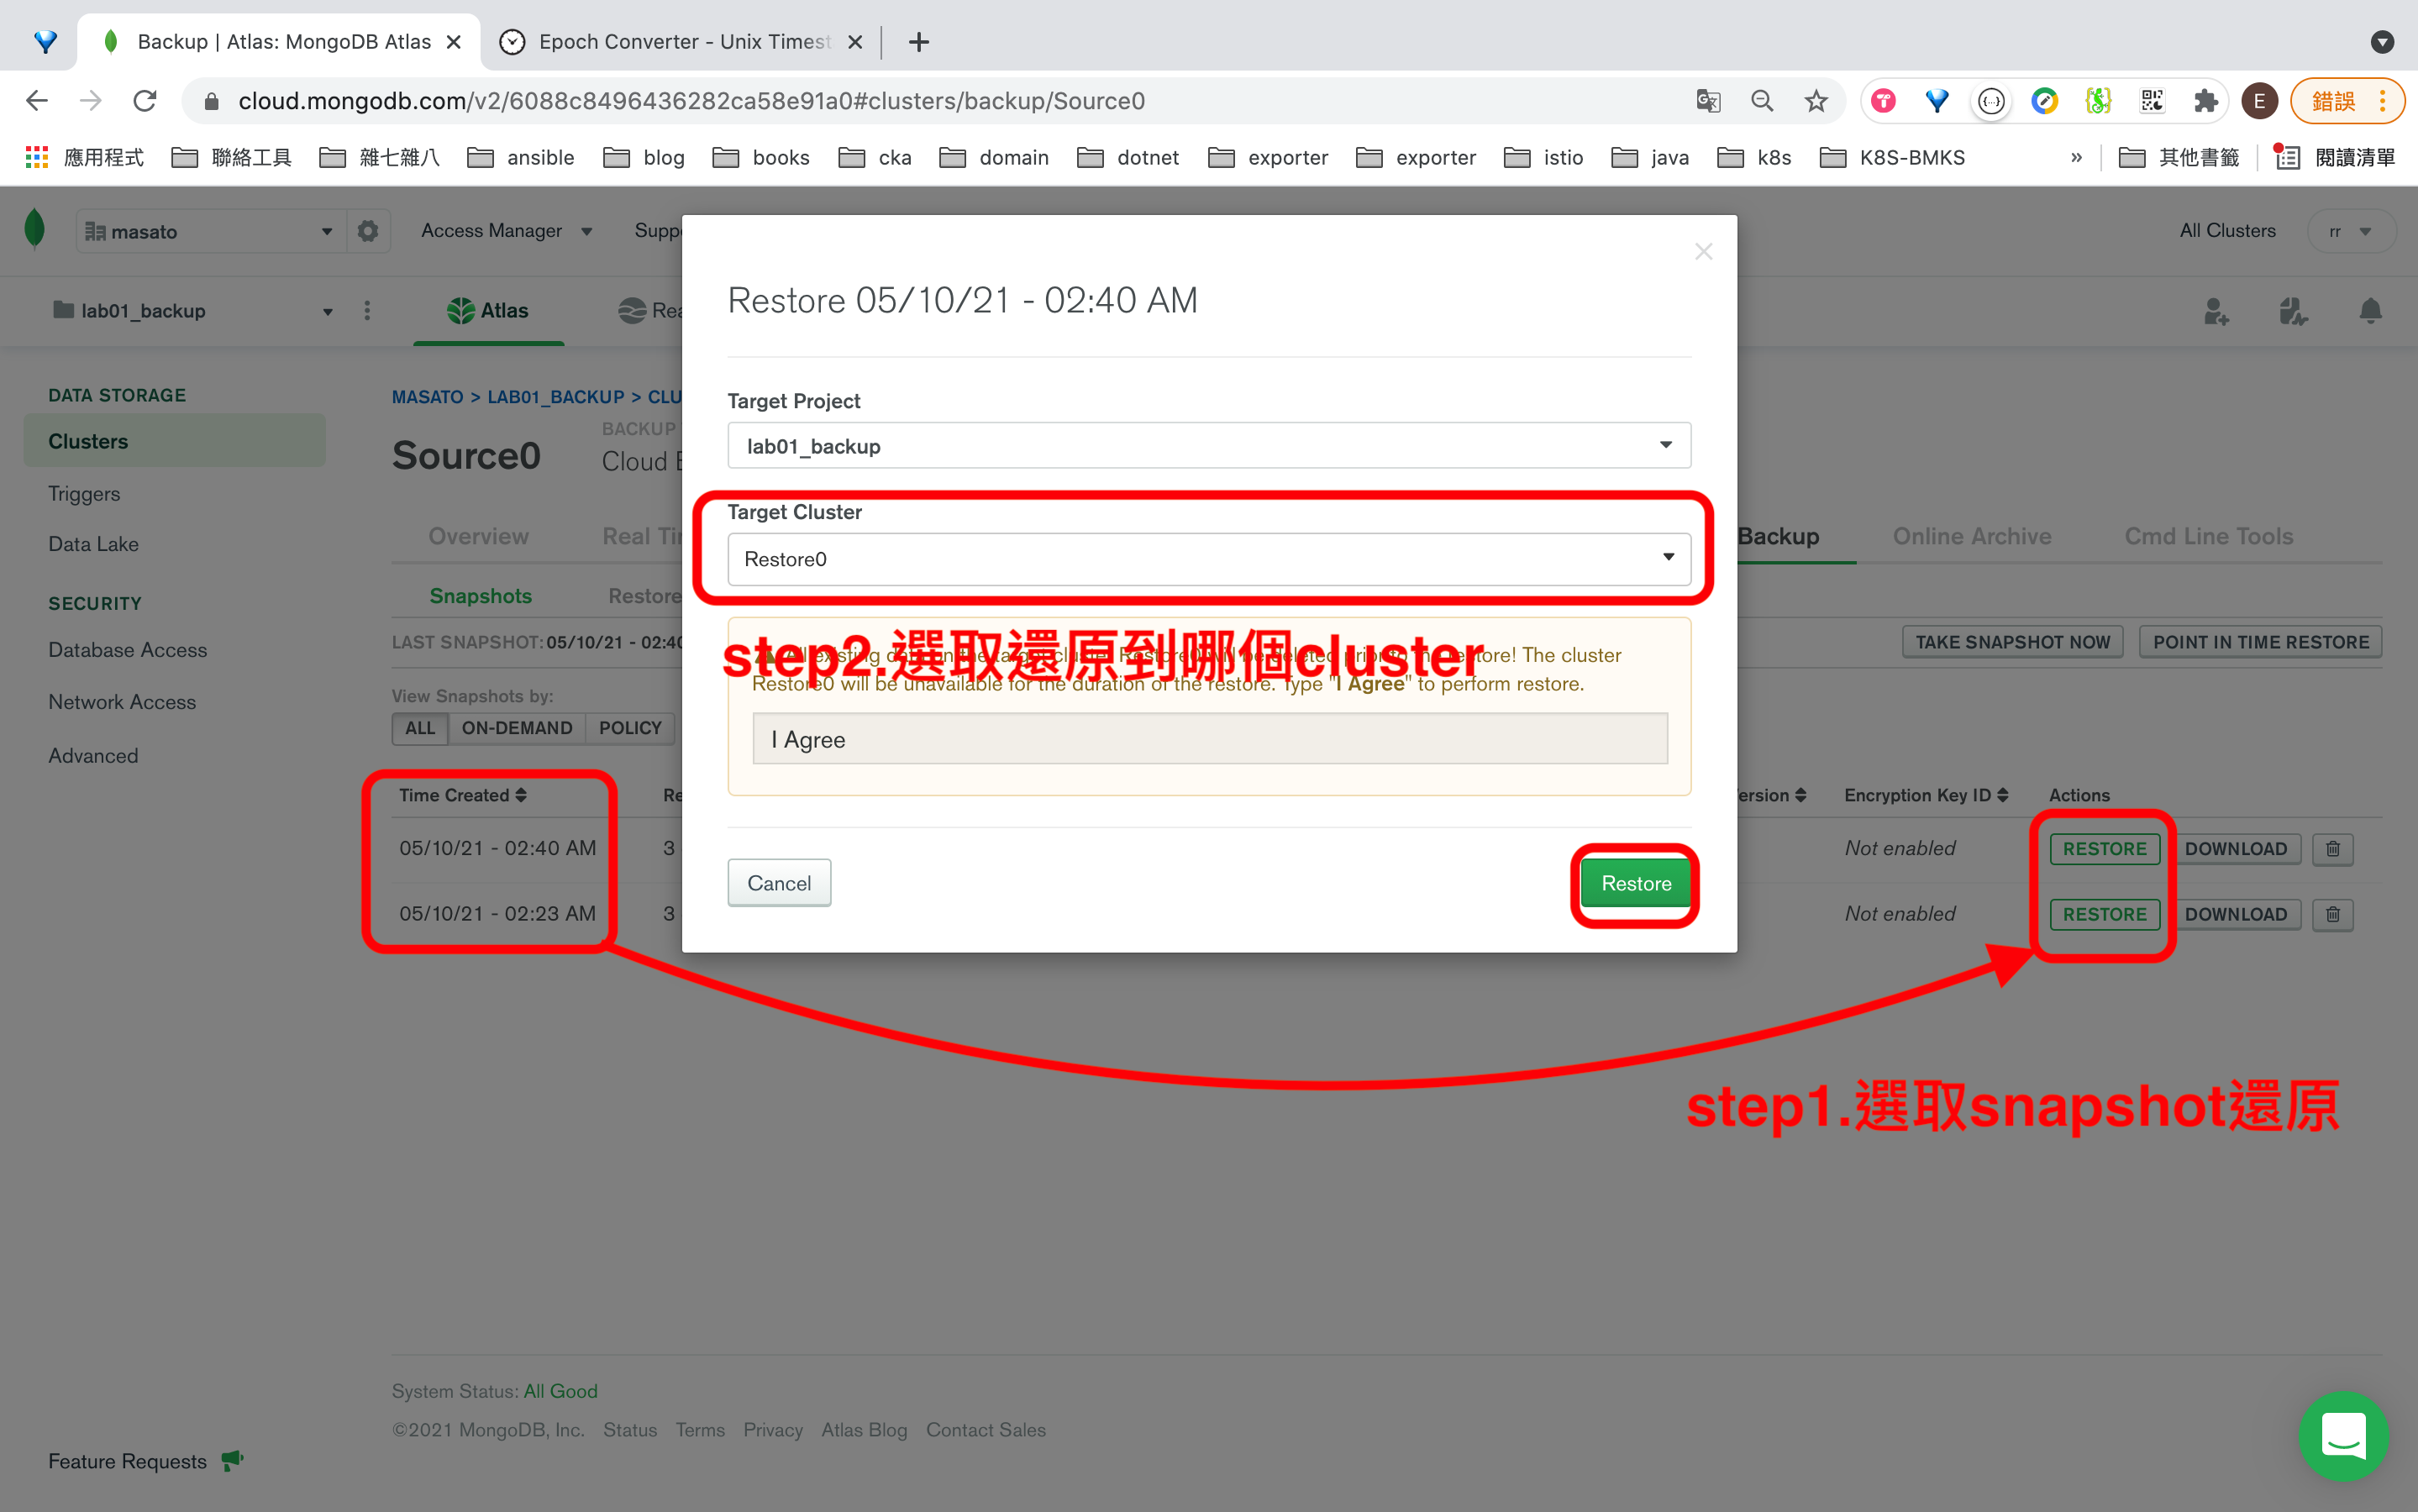 Backup | Atlas: MongoDB Atlas
Epoch Converter - Unix Timest
cloud.mongodb.com/v2/6088c8496436282ca58e91a0#clusters/backup/Source0
E
錯誤
應用程式 聯絡工具 雜七雜八 ansible blog books cka domain dotnet exporter exporter istio java k8s K8S-BMKS » 其他書籤 閱讀清單
masato Access Manager Supp All Clusters rr
lab01_backup Atlas Rea
DATA STORAGE
Clusters
Triggers
Data Lake
SECURITY
Database Access
Network Access
Advanced
MASATO > LAB01_BACKUP > CLU
Source0
BACKUP
Cloud
Overview Real Ti Backup Online Archive Cmd Line Tools
Snapshots Restore
LAST SNAPSHOT: 05/10/21 - 02:40 TAKE SNAPSHOT NOW POINT IN TIME RESTORE
View Snapshots by:
ALL ON-DEMAND POLICY
Time Created Re ersion Encryption Key ID Actions
05/10/21 - 02:40 AM 3 Not enabled RESTORE DOWNLOAD
05/10/21 - 02:23 AM 3 Not enabled RESTORE DOWNLOAD
Restore 05/10/21 - 02:40 AM
Target Project
lab01_backup
Target Cluster
Restore0
step2.選取還原到哪個cluster
All existing data on the target cluster Restore0 will be deleted prior to the restore! The cluster
Restore0 will be unavailable for the duration of the restore. Type "I Agree" to perform restore.
I Agree
Cancel Restore
step1.選取snapshot還原
System Status: All Good
©2021 MongoDB, Inc. Status Terms Privacy Atlas Blog Contact Sales
Feature Requests